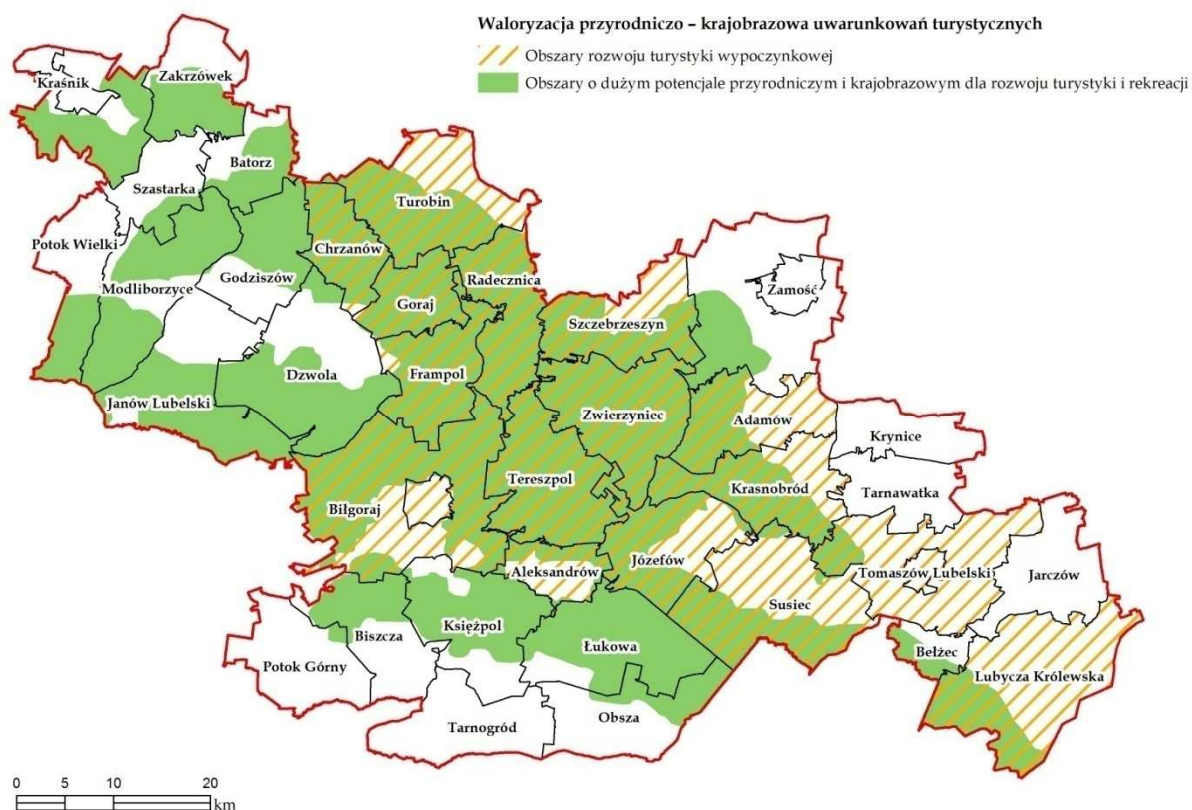 Waloryzacja przyrodniczo – krajobrazowa uwarunkowań turystycznych
Obszary rozwoju turystyki wypoczynkowej
Obszary o dużym potencjale przyrodniczym i krajobrazowym dla rozwoju turystyki i rekreacji
Zakrzówek
Kraśnik
Batorz
Szastarka
Turobin
Potok Wielki
Chrzanów
Godziszów
Radecznica
Modliborzyce
Zamość
Goraj
Szczebrzeszyn
Dzwola
Frampol
Janów Lubelski
Zwierzyniec
Adamów
Krynice
Tereszpol
Krasnobród
Tarnawatka
Biłgoraj
Józefów
Aleksandrów
Tomaszów Lubelski
Jarczów
Susiec
Księżpol
Biszcza
Łukowa
Bełżec
Potok Górny
Lubycza Królewska
Obsza
Tarnogród
0 5 10 20
km